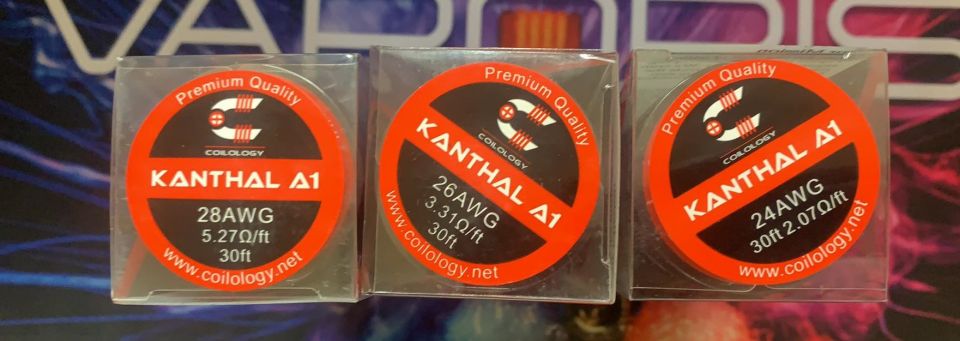 VAPORIS
Premium Quality
COILOLOGY
KANTHAL A1
28AWG
5.27Ω/ft
30ft
www.coilology.net
Premium Quality
COILOLOGY
KANTHAL A1
26AWG
3.31Ω/ft
30ft
www.coilology.net
Premium Quality
COILOLOGY
KANTHAL A1
24AWG
30ft 2.07Ω/ft
www.coilology.net